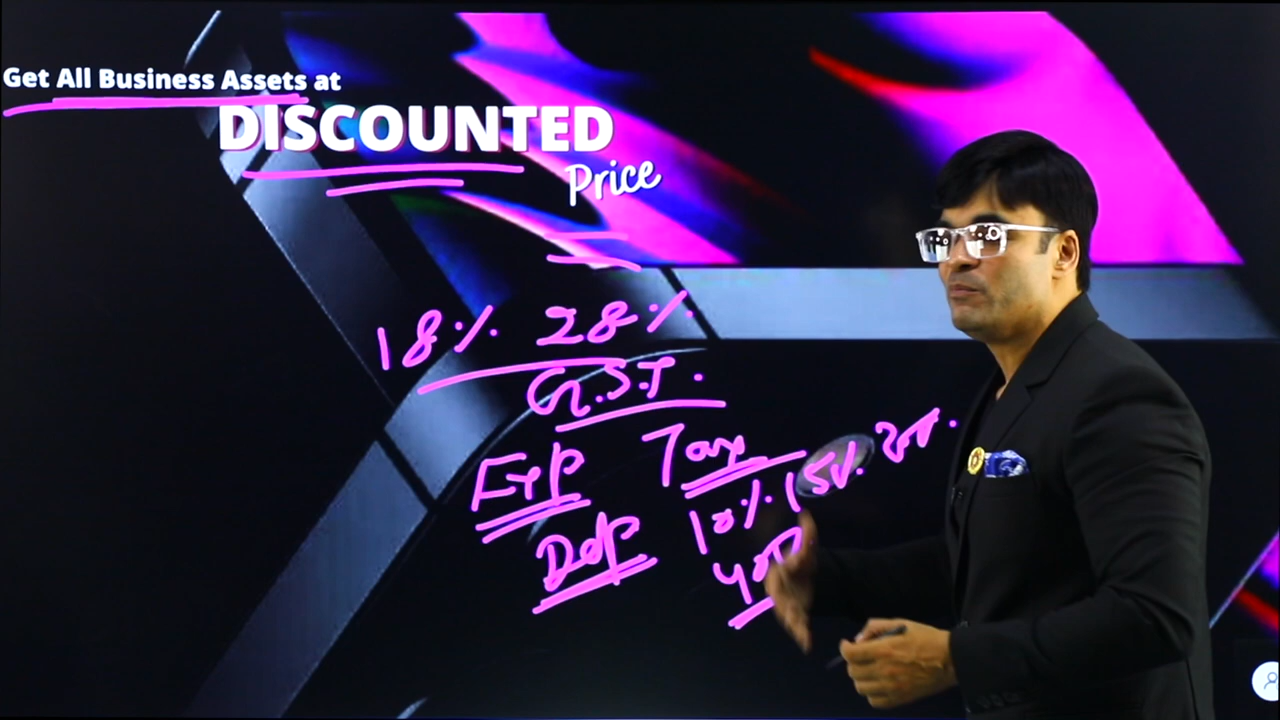 Get All Business Assets at
DISCOUNTED
Price
18% 28%
G.S.T.
Exp Tax
Dep 10% 15%. 20%.
40%